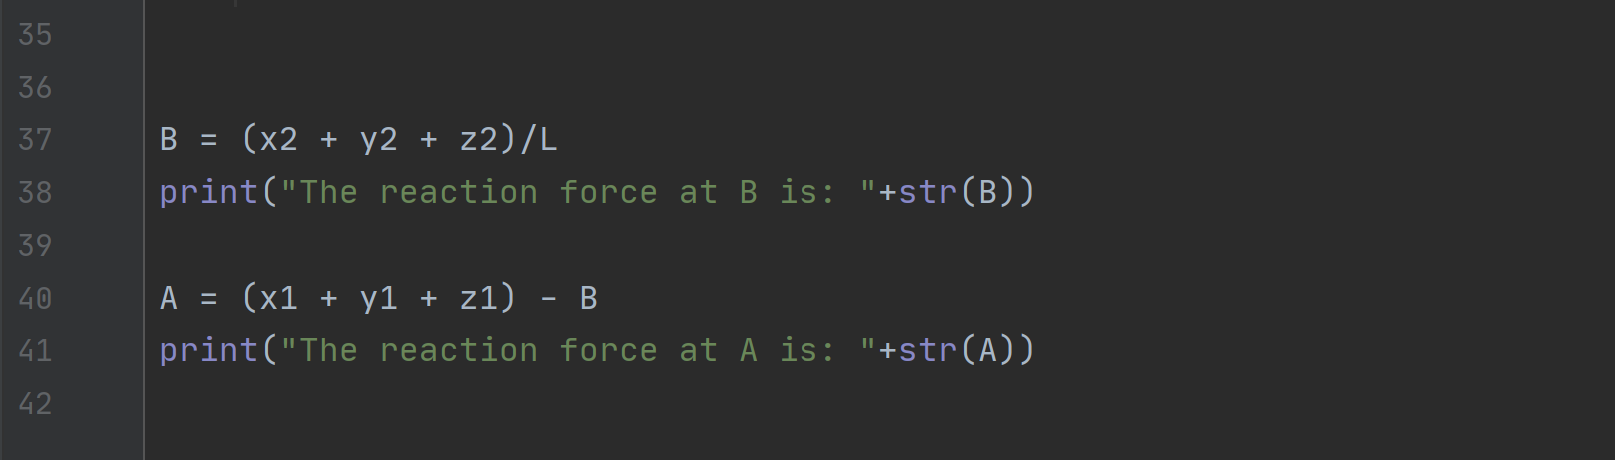 35
36
37 B = (x2 + y2 + z2)/L
38 print("The reaction force at B is: "+str(B))
39
40 A = (x1 + y1 + z1) - B
41 print("The reaction force at A is: "+str(A))
42